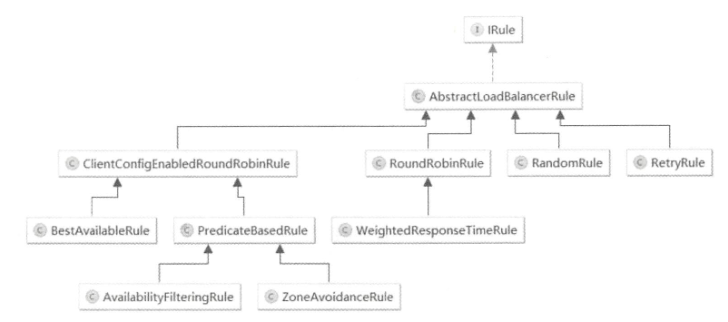 I IRule
C AbstractLoadBalancerRule
C ClientConfigEnabledRoundRobinRule
C RoundRobinRule
C RandomRule
C RetryRule
C BestAvailableRule
C PredicateBasedRule
C WeightedResponseTimeRule
C AvailabilityFilteringRule
C ZoneAvoidanceRule